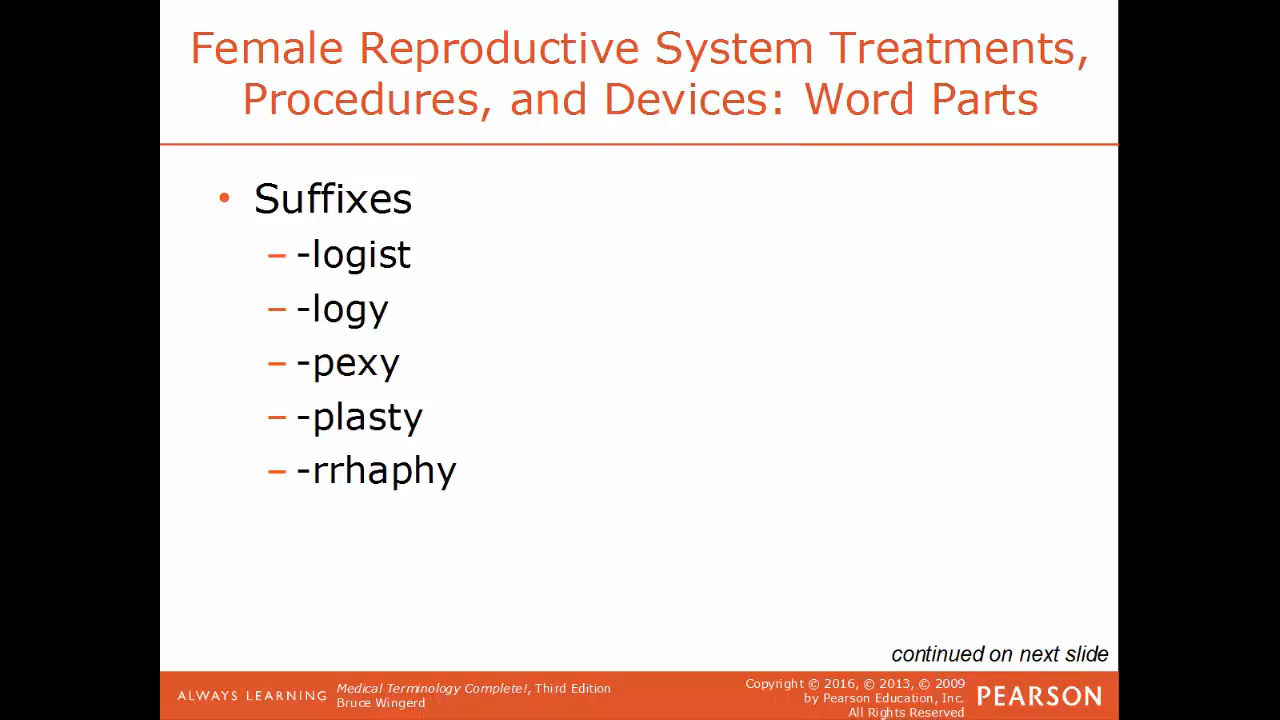 Female Reproductive System Treatments,
Procedures, and Devices: Word Parts
• Suffixes
– -logist
– -logy
– -pexy
– -plasty
– -rrhaphy
continued on next slide
ALWAYS LEARNING
Medical Terminology Complete!, Third Edition
Bruce Wingerd
Copyright © 2016, © 2013, © 2009
by Pearson Education, Inc.
All Rights Reserved
PEARSON